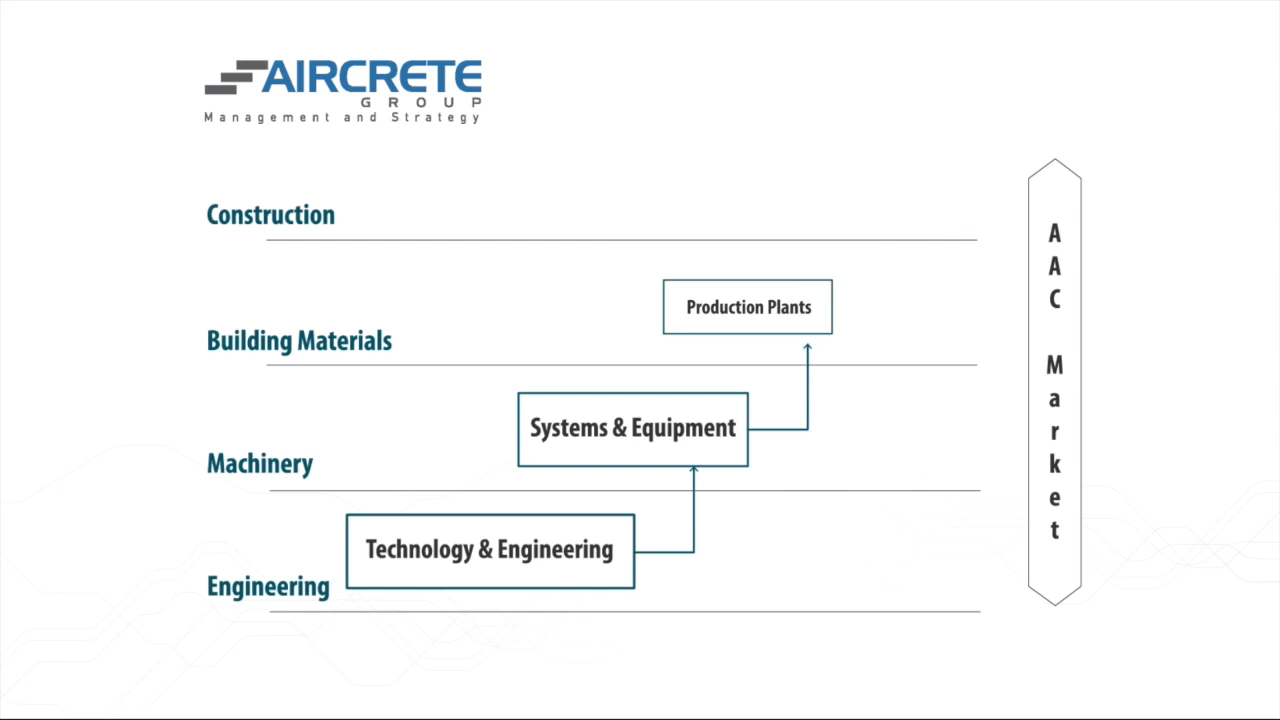 AIRCRETE
GROUP
Management and Strategy
Construction
Production Plants
Building Materials
Systems & Equipment
Machinery
Technology & Engineering
Engineering
AAC Market